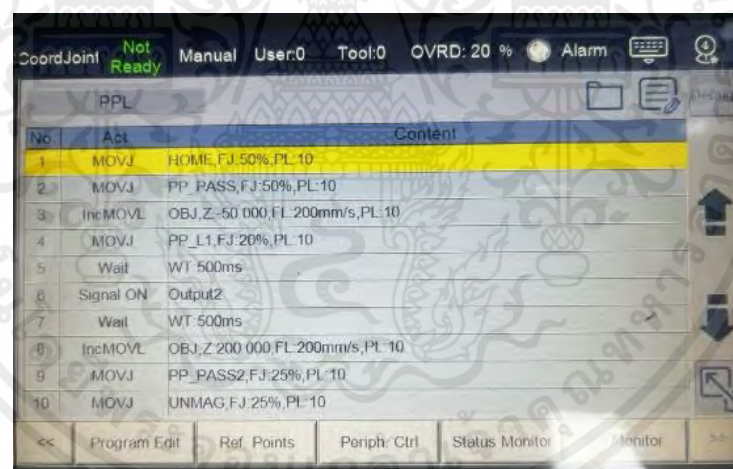 CoordJoint Not Ready Manual User:0 Tool:0 OVRD: 20 % Alarm 4
PPL
No Act Content
1 MOVJ HOME,FJ:50%,PL:10
2 MOVJ PP_PASS,FJ:50%,PL:10
3 IncMOVL OBJ,Z:-50.000,FL:200mm/s,PL:10
4 MOVJ PP_L1,FJ:20%,PL:10
5 Wait WT:500ms
6 Signal ON Output2
7 Wait WT:500ms
8 IncMOVL OBJ,Z:200.000,FL:200mm/s,PL:10
9 MOVJ PP_PASS2,FJ:25%,PL:10
10 MOVJ UNMAG,FJ:25%,PL:10
<< Program Edit Ref. Points Periph. Ctrl Status Monitor Monitor >>